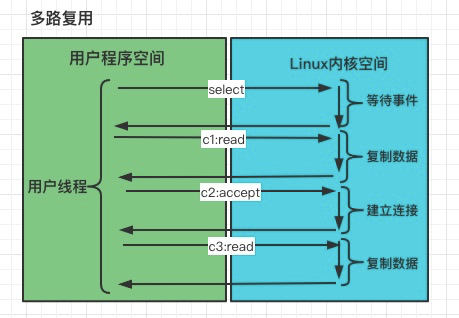 多路复用
用户程序空间
Linux内核空间
select
等待事件
c1:read
复制数据
用户线程
c2:accept
建立连接
c3:read
复制数据